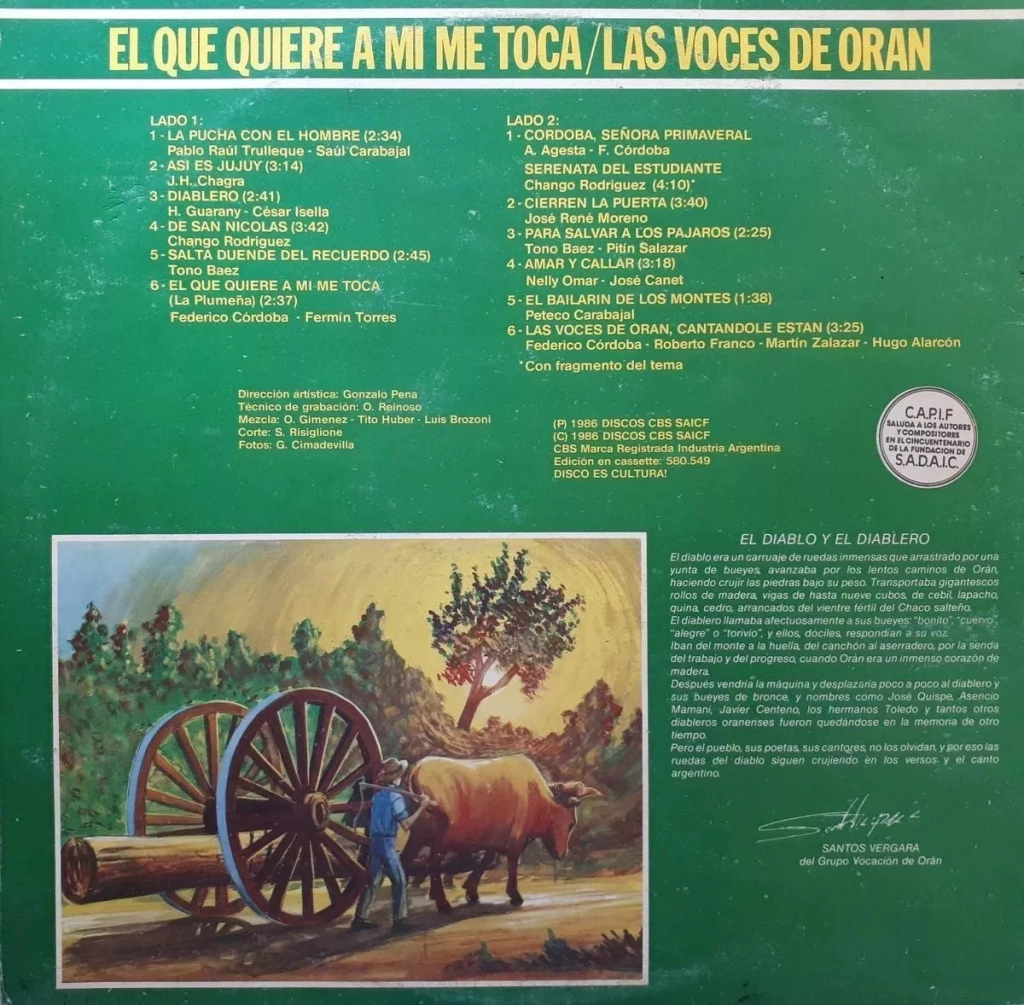 EL QUE QUIERE A MI ME TOCA/LAS VOCES DE ORAN
LADO 1:
1 - LA PUCHA CON EL HOMBRE (2:34)
Pablo Raúl Trulleque - Saúl Carabajal
2 - ASI ES JUJUY (3:14)
J.H. Chagra
3 - DIABLERO (2:41)
H. Guarany - César Isella
4 - DE SAN NICOLAS (3:42)
Chango Rodriguez
5 - SALTA DUENDE DEL RECUERDO (2:45)
Tono Baez
6 - EL QUE QUIERE A MI ME TOCA
(La Plumeña) (2:37)
Federico Córdoba - Fermín Torres
LADO 2:
1 - CORDOBA, SEÑORA PRIMAVERAL
A. Agesta - F. Córdoba
SERENATA DEL ESTUDIANTE
Chango Rodriguez (4:10)*
2 - CIERREN LA PUERTA (3:40)
José René Moreno
3 - PARA SALVAR A LOS PAJAROS (2:25)
Tono Baez - Pitín Salazar
4 - AMAR Y CALLAR (3:18)
Nelly Omar - José Canet
5 - EL BAILARIN DE LOS MONTES (1:38)
Peteco Carabajal
6 - LAS VOCES DE ORAN, CANTANDOLE ESTAN (3:25)
Federico Córdoba - Roberto Franco - Martín Zalazar - Hugo Alarcón
*Con fragmento del tema
Dirección artística: Gonzalo Pena
Técnico de grabación: O. Reinoso
Mezcla: O. Gimenez - Tito Huber - Luis Brozoni
Corte: S. Risiglione
Fotos: G. Cimadevilla
(P) 1986 DISCOS CBS SAICF
(C) 1986 DISCOS CBS SAICF
CBS Marca Registrada Industria Argentina
Edición en cassette: 580.549
DISCO ES CULTURA!
C.A.P.I.F
SALUDA A LOS AUTORES
Y COMPOSITORES
EN EL CINCUENTENARIO
DE LA FUNDACION DE
S.A.D.A.I.C.
EL DIABLO Y EL DIABLERO
El diablo era un carruaje de ruedas inmensas que arrastrado por una
yunta de bueyes, avanzaba por los lentos caminos de Orán,
haciendo crujir las piedras bajo su peso. Transportaba gigantescos
rollos de madera, vigas de hasta nueve cubos, de cebil, lapacho,
quina, cedro, arrancados del vientre fértil del Chaco salteño.
El diablero llamaba afectuosamente a sus bueyes: "bonito", "cuervo",
"alegre" o "torivio", y ellos, dóciles, respondían a su voz.
Iban del monte a la huella, del canchón al aserradero, por la senda
del trabajo y del progreso, cuando Orán era un inmenso corazón de
madera.
Después vendría la máquina y desplazaría poco a poco al diablero y
sus bueyes de bronce, y nombres como José Quispe, Asencio
Mamaní, Javier Centeno, los hermanos Toledo y tantos otros
diableros oranenses fueron quedándose en la memoria de otro
tiempo.
Pero el pueblo, sus poetas, sus cantores, no los olvidan, y por eso las
ruedas del diablo siguen crujiendo en los versos y el canto
argentino.
SANTOS VERGARA
del Grupo Vocación de Orán